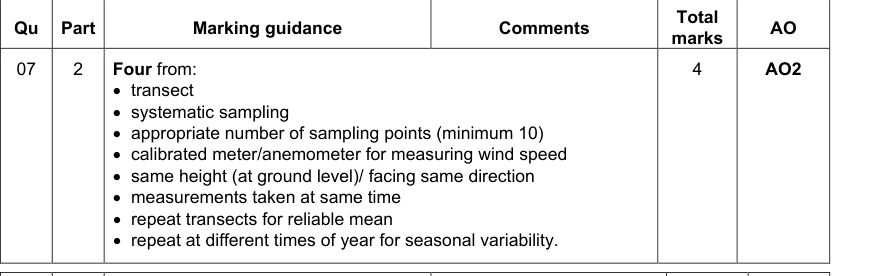 Qu Part Marking guidance Comments Total marks AO
07 2 Four from: 4 AO2
• transect
• systematic sampling
• appropriate number of sampling points (minimum 10)
• calibrated meter/anemometer for measuring wind speed
• same height (at ground level)/ facing same direction
• measurements taken at same time
• repeat transects for reliable mean
• repeat at different times of year for seasonal variability.